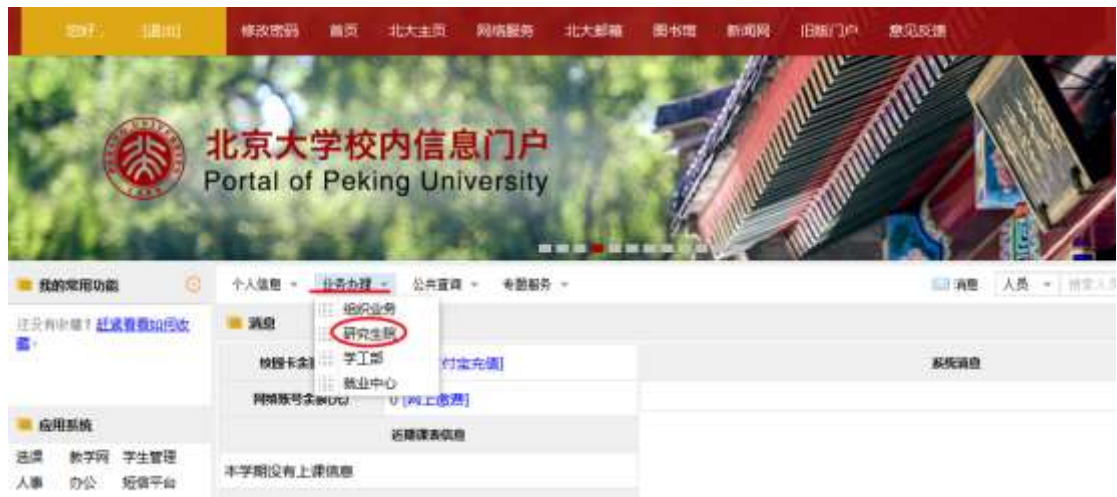 您好， [退出] 修改密码 首页 北大主页 网络服务 北大邮箱 图书馆 新闻网 旧版门户 意见反馈
北京大学校内信息门户
Portal of Peking University
我的常用功能
个人信息 业务办理 公共查询 专题服务 消息 人员
还没有收藏？赶紧看看如何收藏。
组织业务
研究生院
学工部
就业中心
消息
校园卡余 付宝充值]
系统消息
网络账号余额(元) 0 [网上缴费]
应用系统
近期课表信息
选课 教学网 学生管理
人事 办公 短信平台
本学期没有上课信息